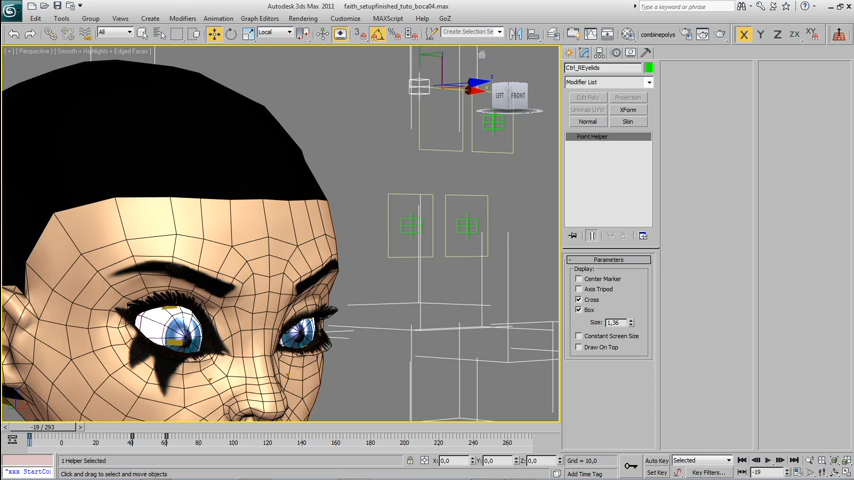 Autodesk 3ds Max 2011 faith_setupfinished_tuto_boca04.max
Type a keyword or phrase
Edit Tools Group Views Create Modifiers Animation Graph Editors Rendering Customize MAXScript Help GoZ
All Local Create Selection Se combinepolys X Y Z XY
[ + ] [ Perspective ] [ Smooth + Highlights + Edged Faces ]
LEFT FRONT
Ctrl_REyelids
Modifier List
Edit Poly Projection
Unwrap UVW XForm
Normal Skin
Point Helper
Parameters
Display:
Center Marker
Axis Tripod
Cross
Box
Size: 1,36
Constant Screen Size
Draw On Top
-19 / 293
0 20 40 60 80 100 120 140 160 180 200 220 240 260
1 Helper Selected X: 0,0 Y: 0,0 Z: 0,0 Grid = 10,0 Auto Key Selected
"xxx StartCo Click and drag to select and move objects Add Time Tag Set Key Key Filters... -19